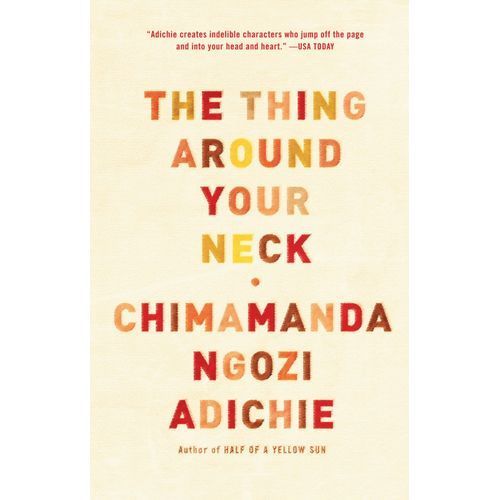 “Adichie creates indelible characters who jump off the page
and into your head and heart.” —USA TODAY
THE THING
AROUND
YOUR
NECK
•
CHIMAMANDA
NGOZI
ADICHIE
Author of HALF OF A YELLOW SUN